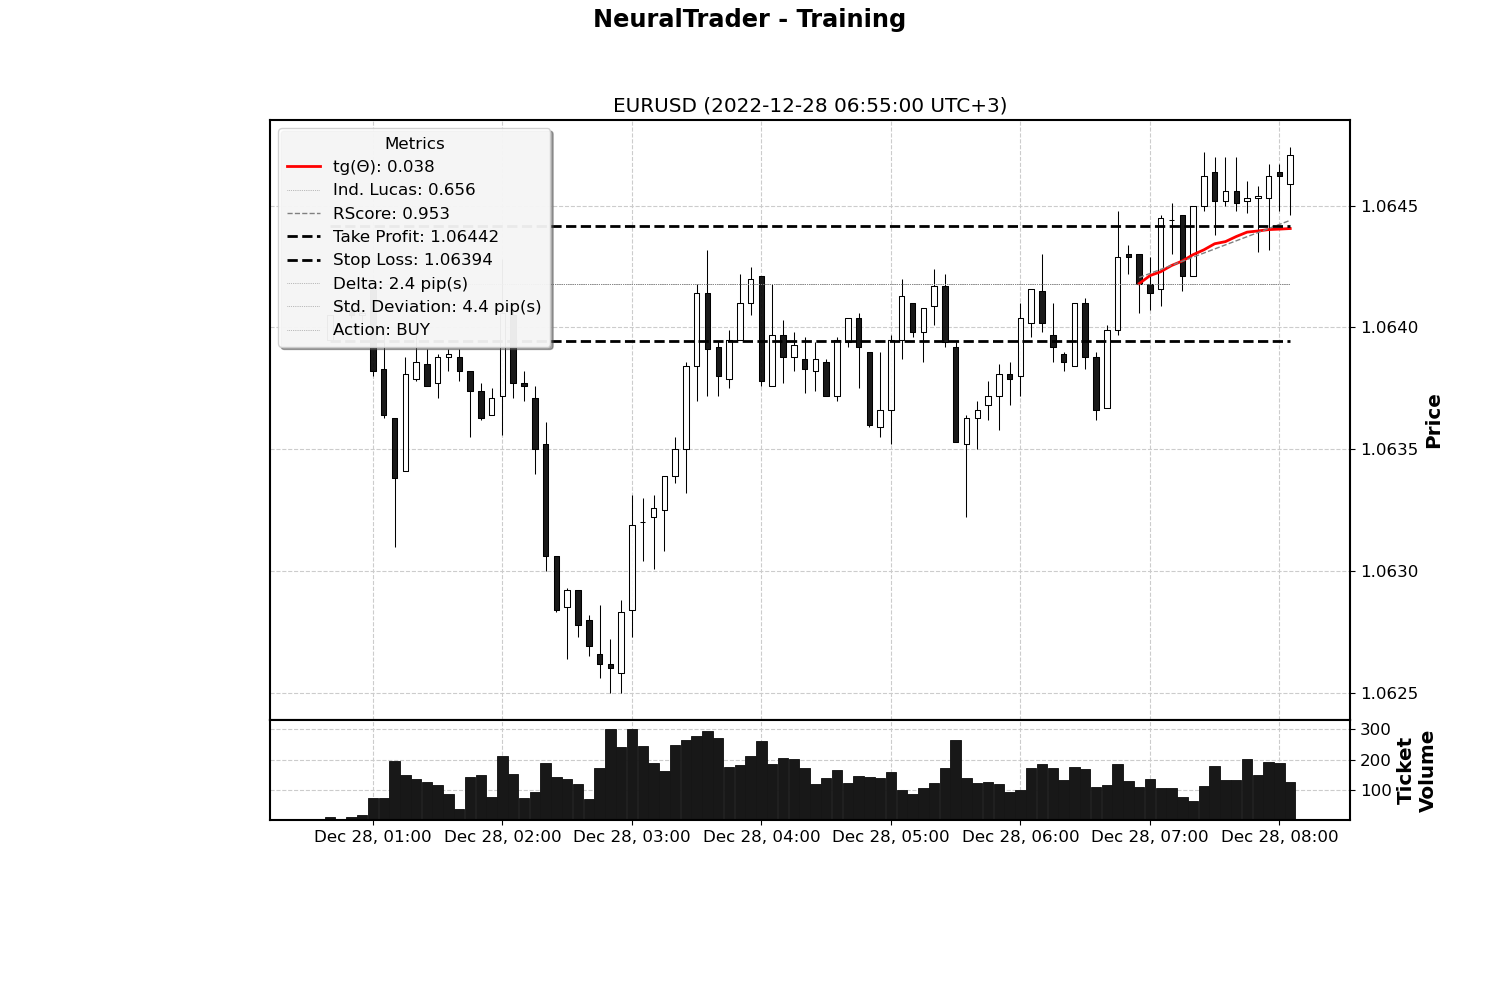 NeuralTrader - Training
EURUSD (2022-12-28 06:55:00 UTC+3)
Metrics
tg(Θ): 0.038
Ind. Lucas: 0.656
RScore: 0.953
Take Profit: 1.06442
Stop Loss: 1.06394
Delta: 2.4 pip(s)
Std. Deviation: 4.4 pip(s)
Action: BUY
1.0645
1.0640
1.0635
1.0630
1.0625
Price
300
200
100
Ticket
Volume
Dec 28, 01:00 Dec 28, 02:00 Dec 28, 03:00 Dec 28, 04:00 Dec 28, 05:00 Dec 28, 06:00 Dec 28, 07:00 Dec 28, 08:00